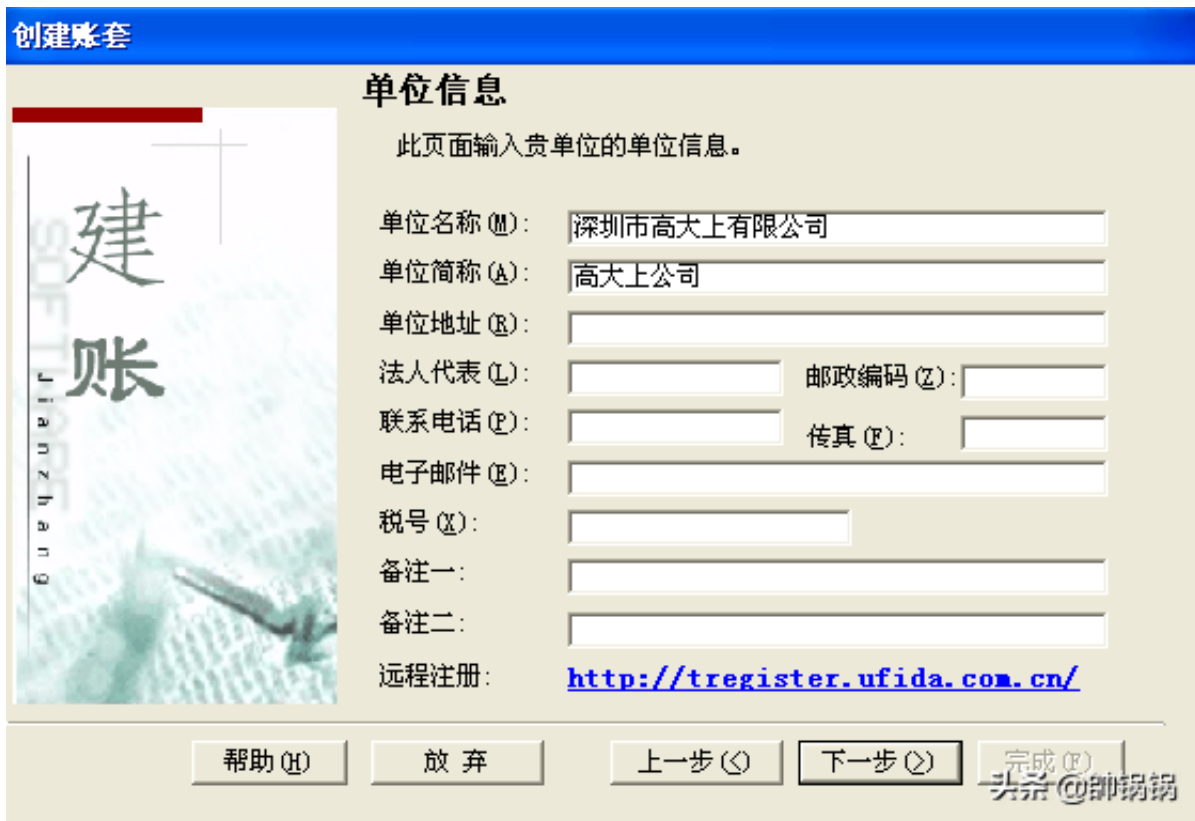 创建账套
单位信息
此页面输入贵单位的单位信息。
建账
SOFTWARE
Jianzhang
单位名称(M): 深圳市高大上有限公司
单位简称(A): 高大上公司
单位地址(R):
法人代表(L): 邮政编码(Z):
联系电话(P): 传真(F):
电子邮件(E):
税号(X):
备注一:
备注二:
远程注册: http://tregister.ufida.com.cn/
帮助(H) 放弃 上一步(<) 下一步(>) 完成(F)
头条 @帥锅锅